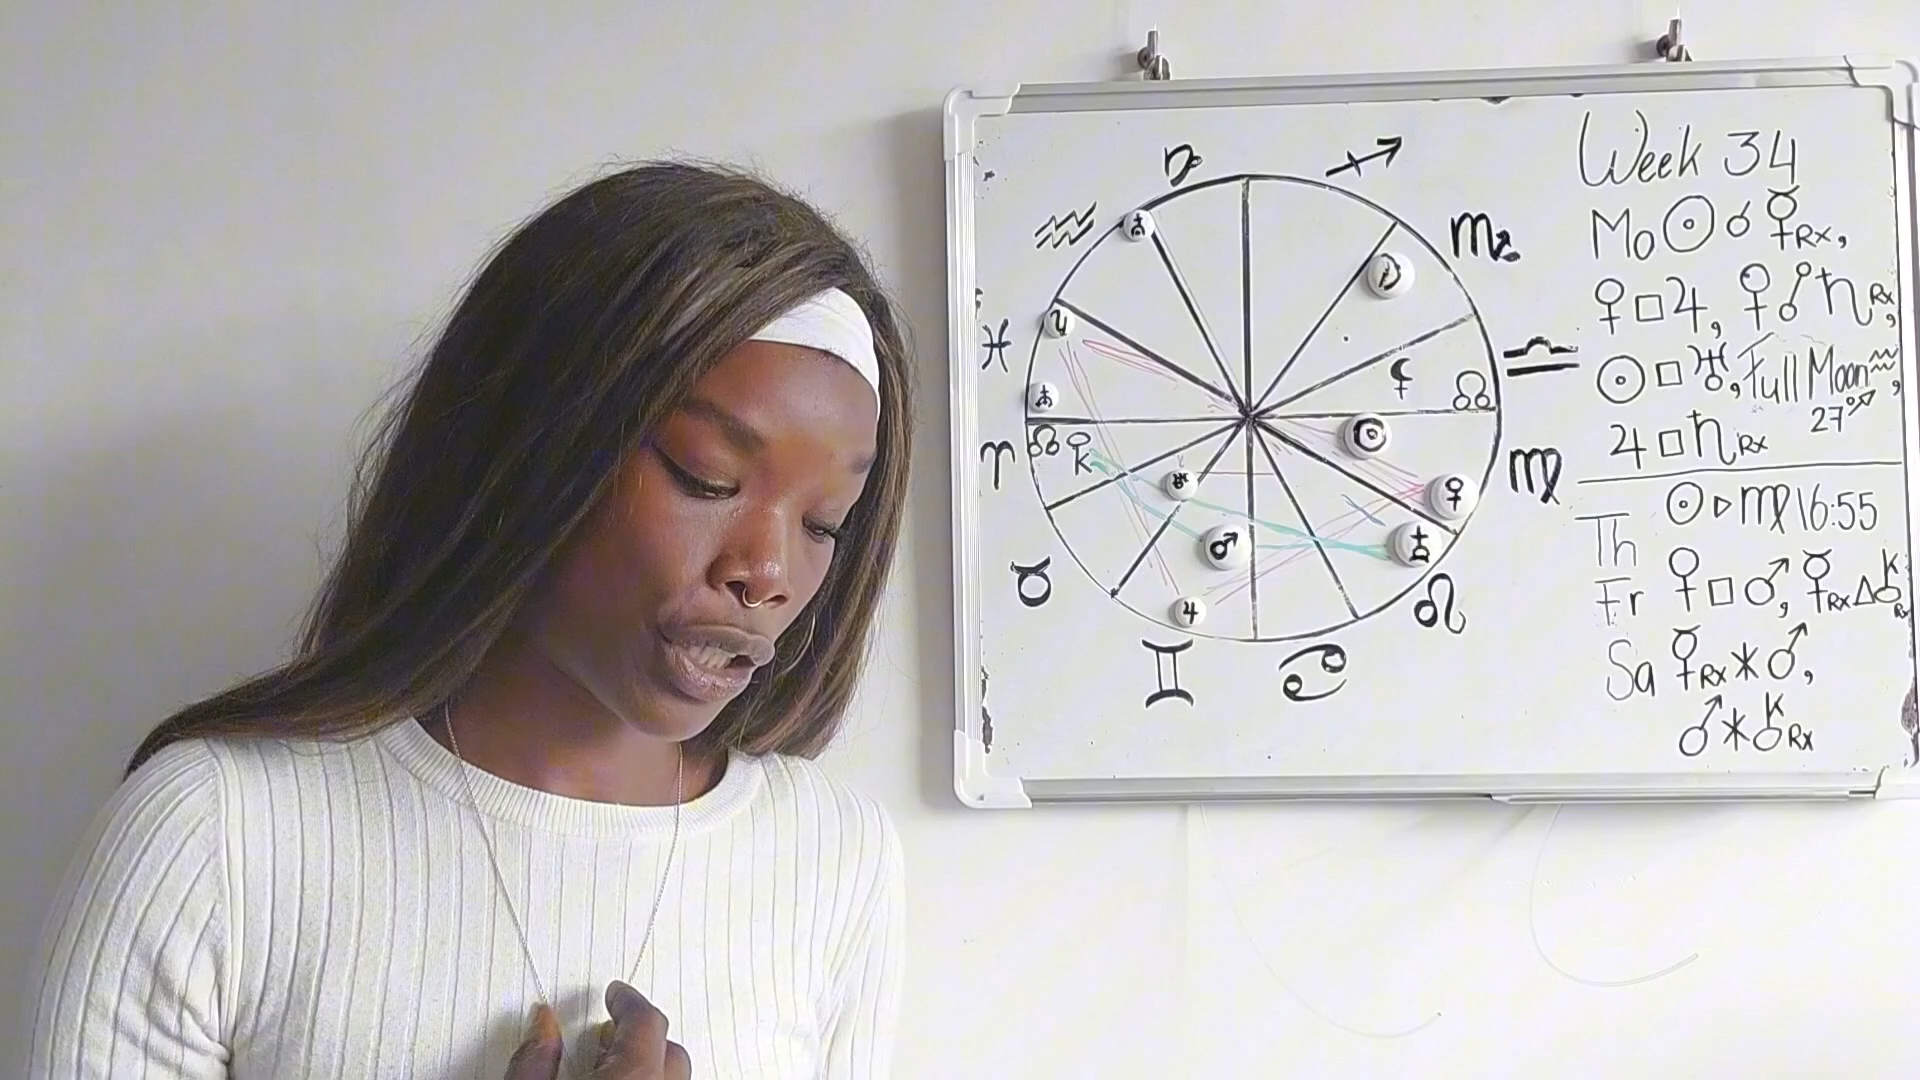 Week 34
Mo ☉ ☌ ☿Rx,
♀ □ ♃, ♀ ☍ ♄Rx,
☉ □ ♅, Full Moon ♒,
27°
♃ □ ♄Rx
☉ ▷ ♍ 16:55
Th
Fr ♀ □ ♂, ☿Rx △ ⚷Rx
Sa ☿Rx ⚹ ♂,
♂ ⚹ ⚷Rx
♑ ♐
♒ ♏
♓ ♎
♈ ♍
♉ ♌
♊ ♋